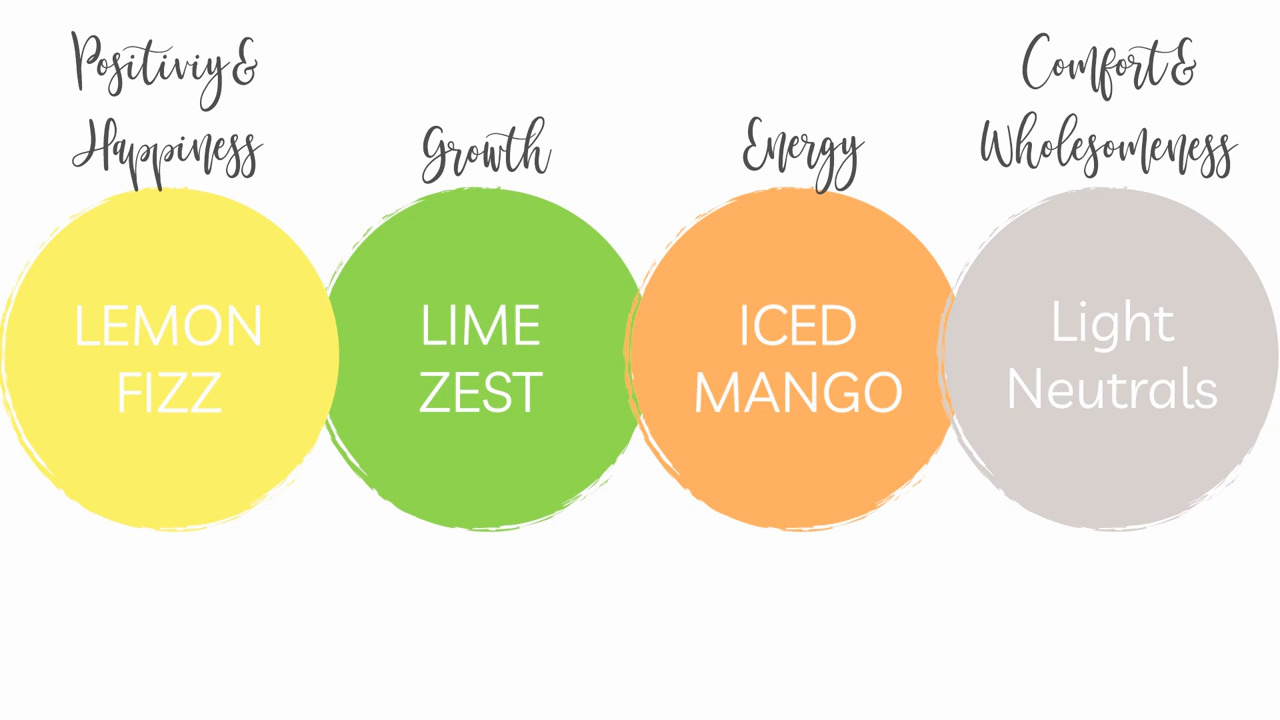 Positiviy &
Happiness
Growth
Energy
Comfort &
Wholesomeness
LEMON
FIZZ
LIME
ZEST
ICED
MANGO
Light
Neutrals